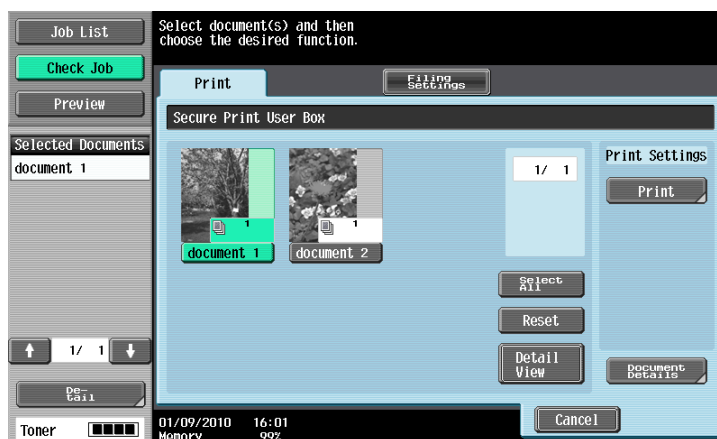 Job List
Check Job
Preview
Selected Documents
document 1
1/ 1
De-
tail
Toner
Select document(s) and then
choose the desired function.
Print
Filing
Settings
Secure Print User Box
1
document 1
1
document 2
1/ 1
Select
All
Reset
Detail
View
Print Settings
Print
Document
Details
01/09/2010 16:01
Memory 99%
Cancel